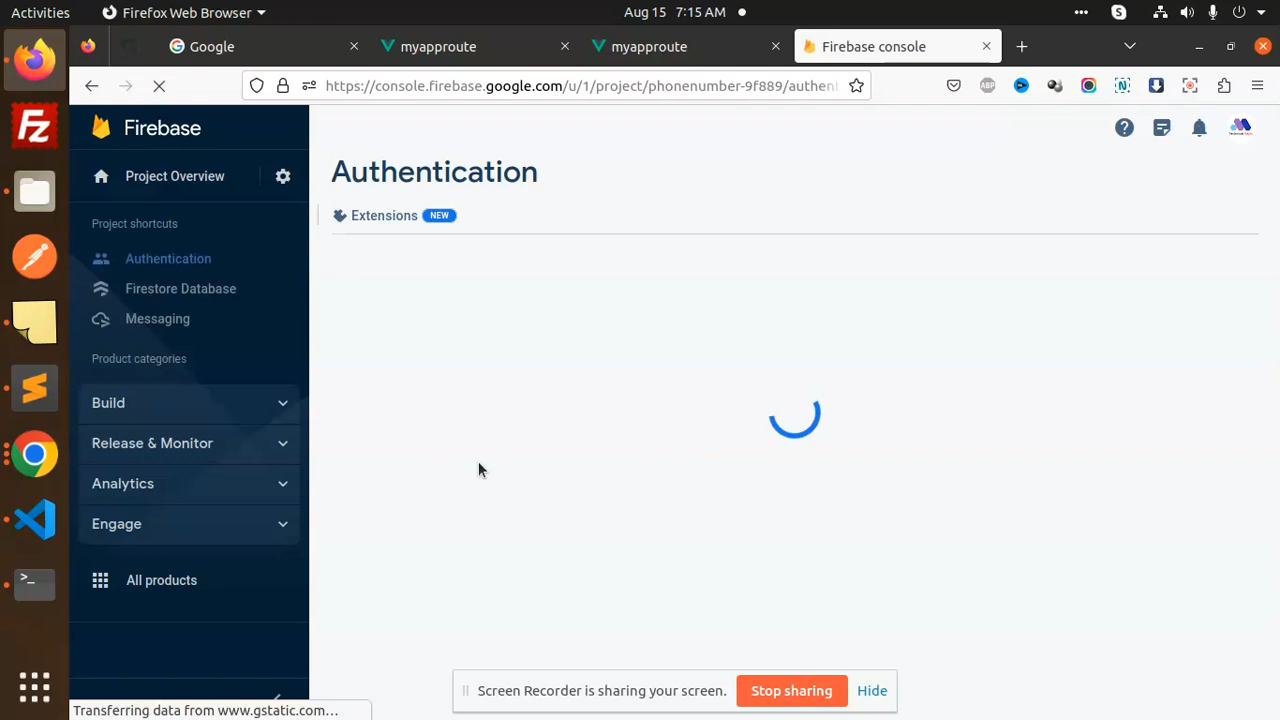 Activities
Firefox Web Browser
Aug 15 7:15 AM
Google
myapproute
myapproute
Firebase console
https://console.firebase.google.com/u/1/project/phonenumber-9f889/authen
ABP
Firebase
Project Overview
Authentication
Project shortcuts
Extensions NEW
Authentication
Firestore Database
Messaging
Product categories
Build
Release & Monitor
Analytics
Engage
All products
Screen Recorder is sharing your screen.
Stop sharing
Hide
Transferring data from www.gstatic.com...